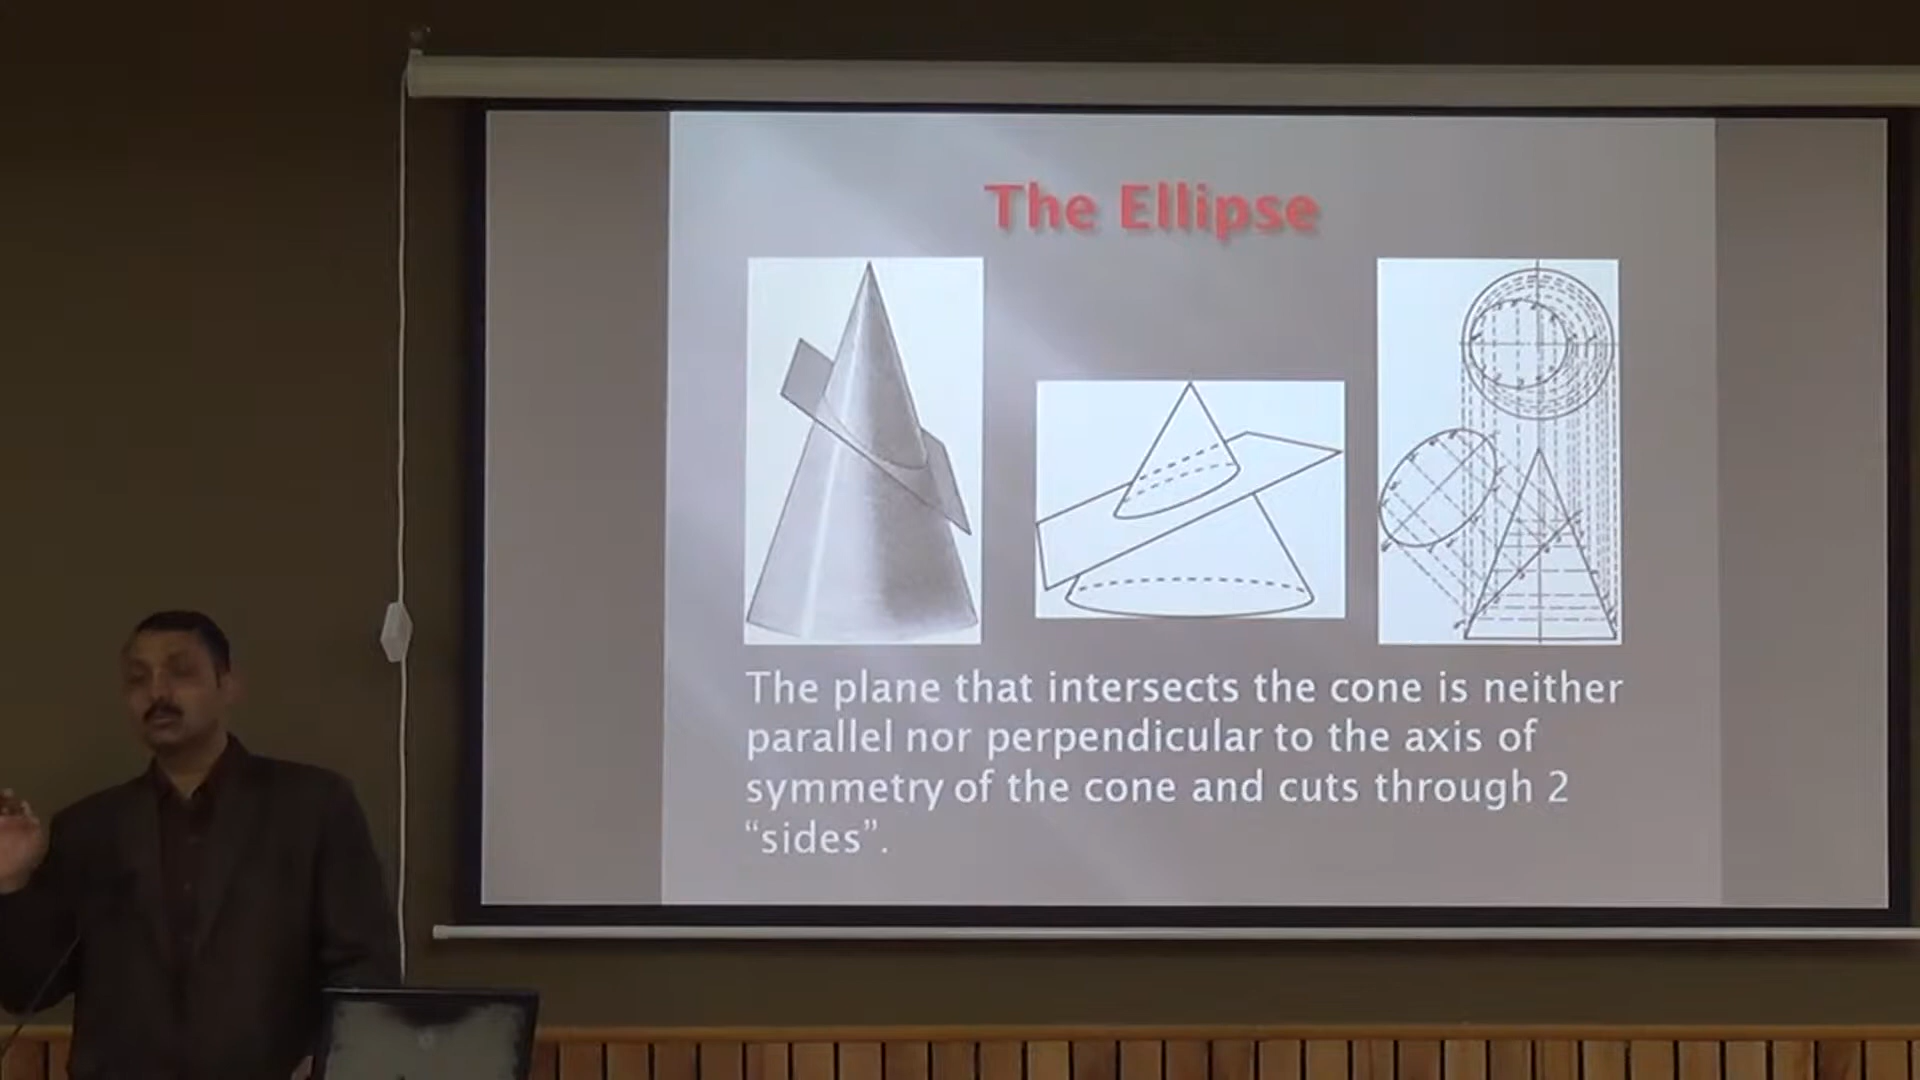 The Ellipse
The plane that intersects the cone is neither
parallel nor perpendicular to the axis of
symmetry of the cone and cuts through 2
“sides”.